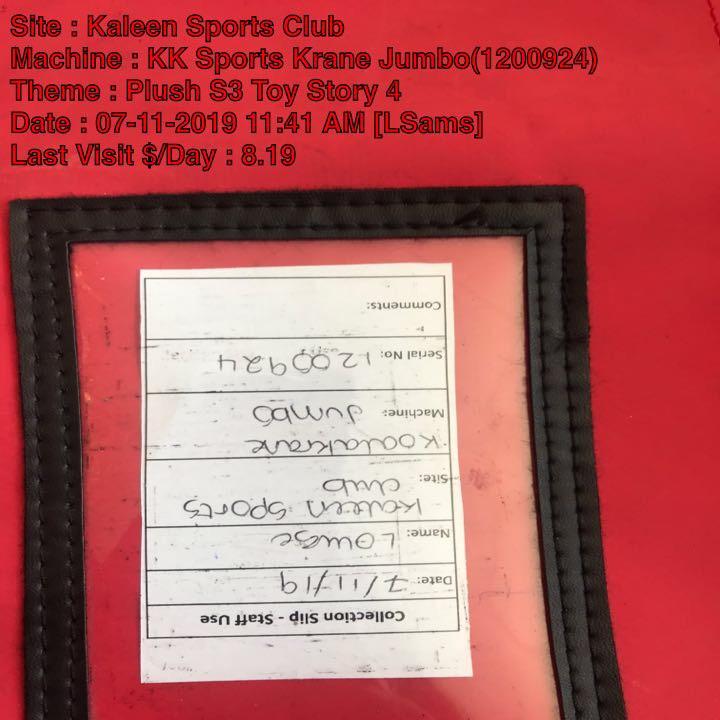 Site : Kaleen Sports Club
Machine : KK Sports Krane Jumbo(1200924)
Theme : Plush S3 Toy Story 4
Date : 07-11-2019 11:41 AM [LSams]
Last Visit $/Day : 8.19
Collection Slip - Staff Use
Date: 7/11/19
Name: Louise
Kaleen Sports
Site: Club
Koalakrane
Machine: Jumbo
Serial No: 1200924
Comments: